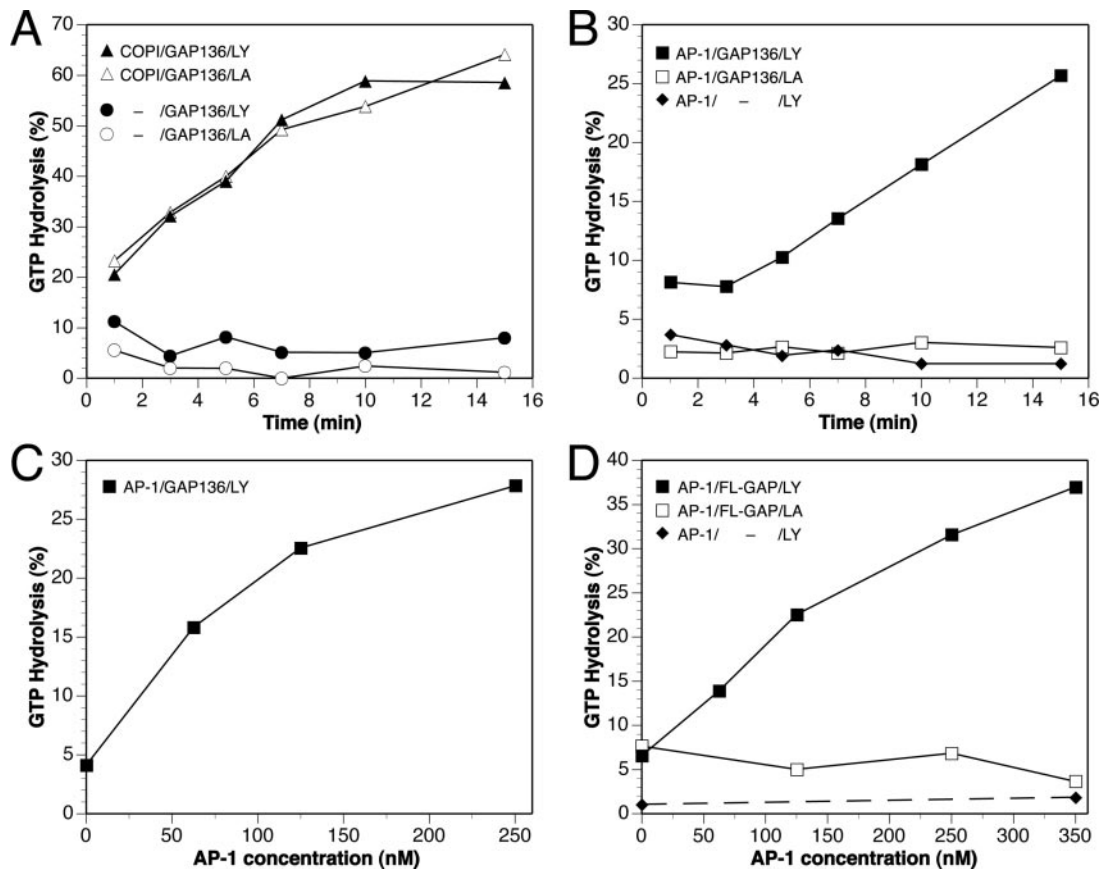 A
COPI/GAP136/LY
COPI/GAP136/LA
– /GAP136/LY
– /GAP136/LA
GTP Hydrolysis (%)
70
60
50
40
30
20
10
0
0 2 4 6 8 10 12 14 16
Time (min)
B
AP-1/GAP136/LY
AP-1/GAP136/LA
AP-1/ – /LY
GTP Hydrolysis (%)
30
25
20
15
10
5
0
0 2 4 6 8 10 12 14 16
Time (min)
C
AP-1/GAP136/LY
GTP Hydrolysis (%)
30
25
20
15
10
5
0
0 50 100 150 200 250
AP-1 concentration (nM)
D
AP-1/FL-GAP/LY
AP-1/FL-GAP/LA
AP-1/ – /LY
GTP Hydrolysis (%)
40
35
30
25
20
15
10
5
0
0 50 100 150 200 250 300 350
AP-1 concentration (nM)